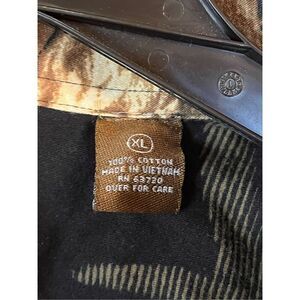 XL
100% COTTON
MADE IN VIETNAM
RN 63720
OVER FOR CARE